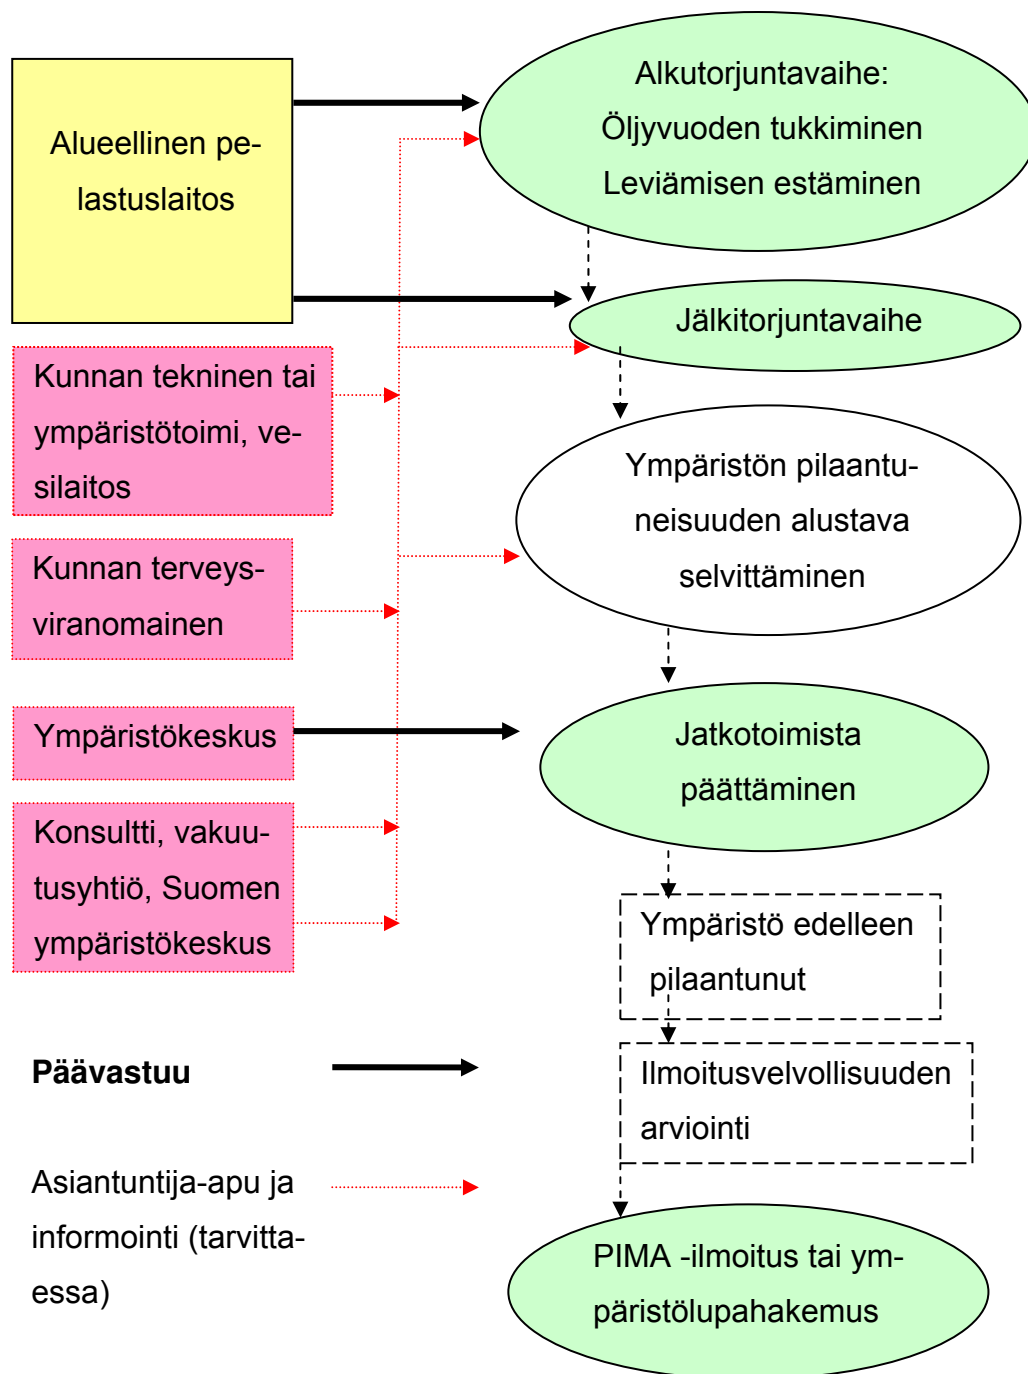 Alueellinen pe-
lastuslaitos
Alkutorjuntavaihe:
Öljyvuoden tukkiminen
Leviämisen estäminen
Jälkitorjuntavaihe
Kunnan tekninen tai
ympäristötoimi, ve-
silaitos
Ympäristön pilaantu-
neisuuden alustava
selvittäminen
Kunnan terveys-
viranomainen
Ympäristökeskus
Jatkotoimista
päättäminen
Konsultti, vakuu-
tusyhtiö, Suomen
ympäristökeskus
Ympäristö edelleen
pilaantunut
Päävastuu
Ilmoitusvelvollisuuden
arviointi
Asiantuntija-apu ja
informointi (tarvitta-
essa)
PIMA -ilmoitus tai ym-
päristölupahakemus